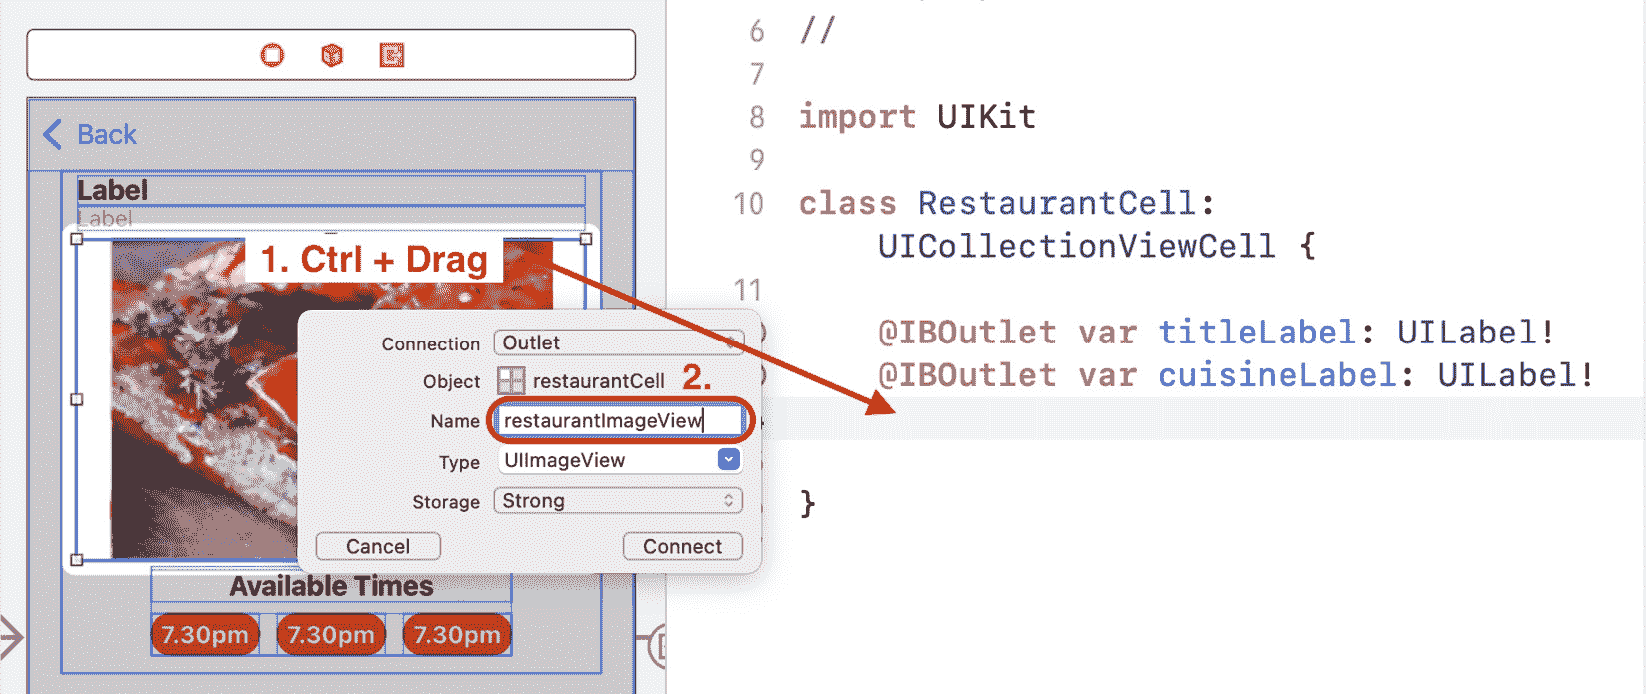 Back
Label
Label
1. Ctrl + Drag
Connection Outlet
Object restaurantCell 2.
Name restaurantImageView
Type UIImageView
Storage Strong
Cancel Connect
Available Times
7.30pm 7.30pm 7.30pm
6 //
7
8 import UIKit
9
10 class RestaurantCell:
UICollectionViewCell {
11
@IBOutlet var titleLabel: UILabel!
@IBOutlet var cuisineLabel: UILabel!
}